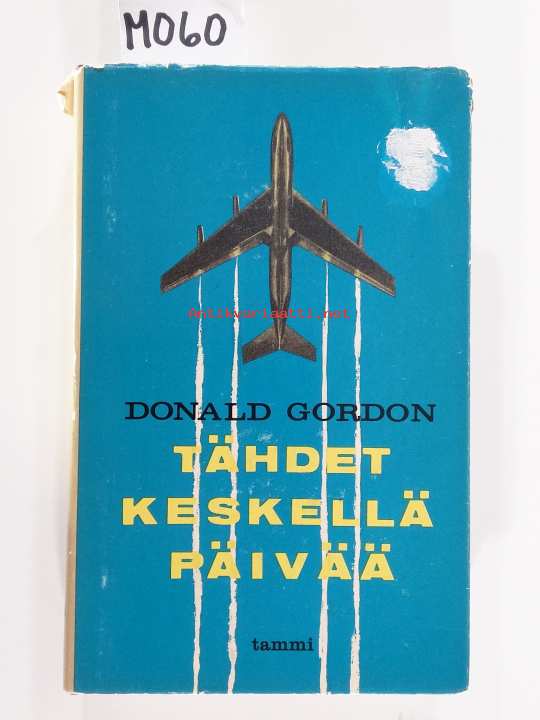 M060
Antikvariaatti.net
DONALD GORDON
TÄHDET
KESKELLÄ
PÄIVÄÄ
tammi